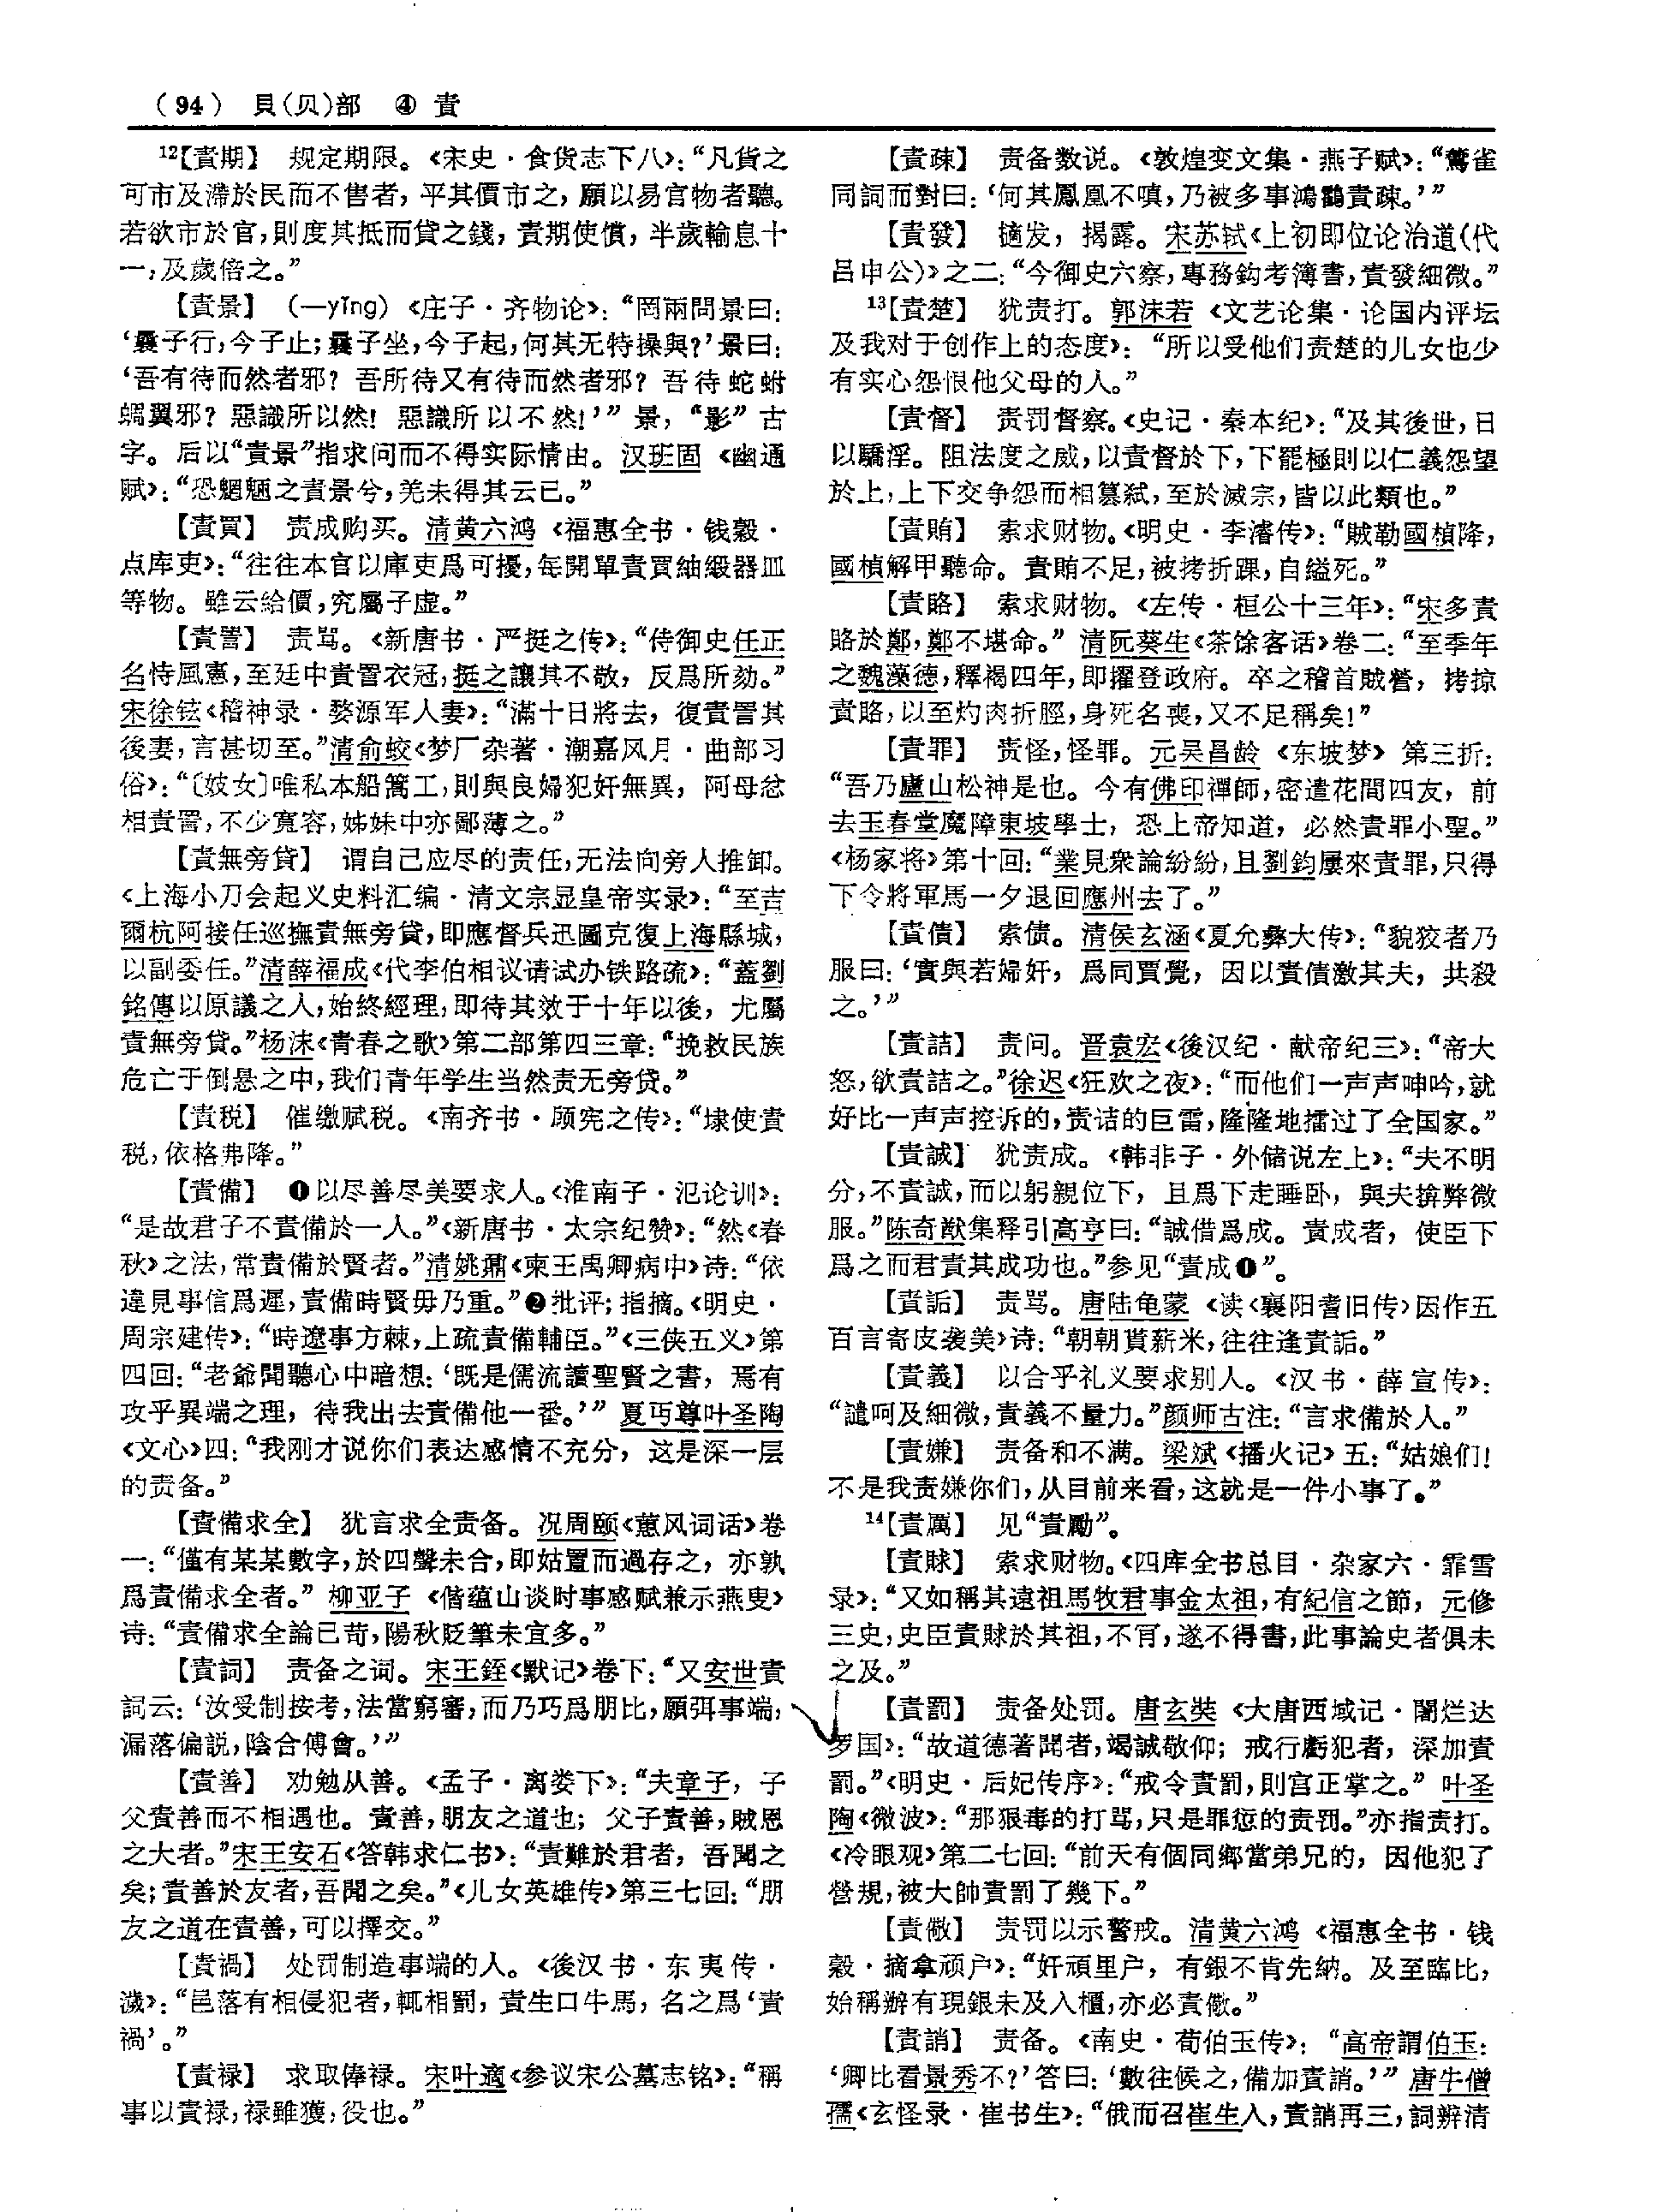 （94） 貝(贝)部 ④ 責
12【責期】 规定期限。《宋史·食货志下八》：“凡貨之
可市及滯於民而不售者，平其價市之，願以易官物者聽。
若欲市於官，則度其抵而貸之錢，責期使償，半歲輸息十
一，及歲倍之。”
【責景】（—yǐng）《庄子·齐物论》：“罔兩問景曰：
‘曩子行，今子止；曩子坐，今子起，何其无特操與？’景曰：
‘吾有待而然者邪？吾所待又有待而然者邪？吾待蛇蚹
蜩翼邪？惡識所以然！惡識所以不然！’”景，“影”古
字。后以“責景”指求问而不得实际情由。汉班固《幽通
赋》：“恐魍魎之責景兮，羌未得其云已。”
【責買】 责成购买。清黄六鸿《福惠全书·钱穀·
点库吏》：“往往本官以庫吏爲可擾，每開單責買紬緞器皿
等物。雖云給價，究屬子虚。”
【責詈】 责骂。《新唐书·严挺之传》：“侍御史任正
名恃風憲，至廷中責詈衣冠，挺之讓其不敬，反爲所劾。”
宋徐铉《稽神录·婺源军人妻》：“滿十日將去，復責詈其
後妻，言甚切至。”清俞蛟《梦厂杂著·潮嘉风月·曲部习
俗》：“〔妓女〕唯私本船篙工，則與良婦犯奸無異，阿母忿
相責詈，不少寬容，姊妹中亦鄙薄之。”
【責無旁貸】 谓自己应尽的责任，无法向旁人推卸。
《上海小刀会起义史料汇编·清文宗显皇帝实录》：“至吉
爾杭阿接任巡撫責無旁貸，即應督兵迅圖克復上海縣城，
以副委任。”清薛福成《代李伯相议请试办铁路疏》：“蓋劉
銘傳以原議之人，始終經理，即待其效于十年以後，尤屬
責無旁貸。”杨沫《青春之歌》第二部第四三章：“挽救民族
危亡于倒悬之中，我们青年学生当然责无旁贷。”
【責税】 催缴赋税。《南齐书·顾宪之传》：“埭使責
税，依格弗降。”
【責備】 ❶以尽善尽美要求人。《淮南子·氾论训》：
“是故君子不責備於一人。”《新唐书·太宗纪赞》：“然《春
秋》之法，常責備於賢者。”清姚鼐《柬王禹卿病中》诗：“依
違見事信爲遲，責備時賢毋乃重。”❷批评；指摘。《明史·
周宗建传》：“時遼事方棘，上疏責備輔臣。”《三侠五义》第
四回：“老爺聞聽心中暗想：‘既是儒流讀聖賢之書，焉有
攻乎異端之理，待我出去責備他一番。’”夏丏尊叶圣陶
《文心》四：“我刚才说你们表达感情不充分，这是深一层
的责备。”
【責備求全】 犹言求全责备。况周颐《蕙风词话》卷
一：“僅有某某數字，於四聲未合，即姑置而過存之，亦孰
爲責備求全者。”柳亚子《偕蕴山谈时事感赋兼示燕叟》
诗：“責備求全論已苛，陽秋貶筆未宜多。”
【責詞】 责备之词。宋王铚《默记》卷下：“又安世責
詞云：‘汝受制按考，法當窮審，而乃巧爲朋比，願弭事端，
漏落偏説，陰合傅會。’”
【責善】 劝勉从善。《孟子·离娄下》：“夫章子，子
父責善而不相遇也。責善，朋友之道也；父子責善，賊恩
之大者。”宋王安石《答韩求仁书》：“責難於君者，吾聞之
矣；責善於友者，吾聞之矣。”《儿女英雄传》第三七回：“朋
友之道在責善，可以擇交。”
【責禍】 处罚制造事端的人。《後汉书·东夷传·
濊》：“邑落有相侵犯者，輒相罰，責生口牛馬，名之爲‘責
禍’。”
【責禄】 求取俸禄。宋叶適《参议宋公墓志铭》：“稱
事以責禄，禄雖獲，役也。”
【責疎】 责备数说。《敦煌变文集·燕子赋》：“鷰雀
同詞而對曰：‘何其鳳凰不嗔，乃被多事鴻鶴責疎。’”
【責發】 擿发，揭露。宋苏轼《上初即位论治道（代
吕申公）》之二：“今御史六察，專務鈎考簿書，責發細微。”
13【責楚】 犹责打。郭沫若《文艺论集·论国内评坛
及我对于创作上的态度》：“所以受他们责楚的儿女也少
有实心怨恨他父母的人。”
【責督】 责罚督察。《史记·秦本纪》：“及其後世，日
以驕淫。阻法度之威，以責督於下，下罷極則以仁義怨望
於上，上下交争怨而相篡弑，至於滅宗，皆以此類也。”
【責賄】 索求财物。《明史·李濬传》：“賊勒國楨降，
國楨解甲聽命。責賄不足，被拷折踝，自縊死。”
【責賂】 索求财物。《左传·桓公十三年》：“宋多責
賂於鄭，鄭不堪命。”清阮葵生《茶馀客话》卷二：“至季年
之魏藻德，釋褐四年，即擢登政府。卒之稽首賊營，拷掠
責賂，以至灼肉折脛，身死名喪，又不足稱矣！”
【責罪】 责怪，怪罪。元吴昌龄《东坡梦》第三折：
“吾乃廬山松神是也。今有佛印禪師，密遣花間四友，前
去玉春堂魔障東坡學士，恐上帝知道，必然責罪小聖。”
《杨家将》第十回：“業見衆論紛紛，且劉鈞屢來責罪，只得
下令將軍馬一夕退回應州去了。”
【責債】 索债。清侯玄涵《夏允彝大传》：“貌狡者乃
服曰：‘實與若婦奸，爲同賈覺，因以責債激其夫，共殺
之。’”
【責詰】 责问。晋袁宏《後汉纪·献帝纪三》：“帝大
怒，欲責詰之。”徐迟《狂欢之夜》：“而他们一声声呻吟，就
好比一声声控诉的，责诘的巨雷，隆隆地擂过了全国家。”
【責誠】 犹责成。《韩非子·外储说左上》：“夫不明
分，不責誠，而以躬親位下，且爲下走睡卧，與夫揜弊微
服。”陈奇猷集释引高亨曰：“誠借爲成。責成者，使臣下
爲之而君責其成功也。”参见“責成❶”。
【責詬】 责骂。唐陆龟蒙《读〈襄阳耆旧传〉因作五
百言寄皮袭美》诗：“朝朝貰薪米，往往逢責詬。”
【責義】 以合乎礼义要求别人。《汉书·薛宣传》：
“譴呵及細微，責義不量力。”颜师古注：“言求備於人。”
【責嫌】 责备和不满。梁斌《播火记》五：“姑娘们！
不是我责嫌你们，从目前来看，这就是一件小事了。”
14【責厲】 见“責勵”。
【責賕】 索求财物。《四库全书总目·杂家六·霏雪
录》：“又如稱其遠祖馬牧君事金太祖，有紀信之節，元修
三史，史臣責賕於其祖，不肎，遂不得書，此事論史者俱未
之及。”
【責罰】 责备处罚。唐玄奘《大唐西域记·闍烂达
罗国》：“故道德著聞者，竭誠敬仰；戒行虧犯者，深加責
罰。”《明史·后妃传序》：“戒令責罰，則宫正掌之。”叶圣
陶《微波》：“那狠毒的打骂，只是罪愆的责罚。”亦指责打。
《冷眼观》第二七回：“前天有個同鄉當弟兄的，因他犯了
營規，被大帥責罰了幾下。”
【責儆】 责罚以示警戒。清黄六鸿《福惠全书·钱
穀·摘拿顽户》：“奸頑里户，有銀不肯先納。及至臨比，
始稱辦有現銀未及入櫃，亦必責儆。”
【責誚】 责备。《南史·荀伯玉传》：“高帝謂伯玉：
‘卿比看景秀不？’答曰：‘數往候之，備加責誚。’”唐牛僧
孺《玄怪录·崔书生》：“俄而召崔生入，責誚再三，詞辨清